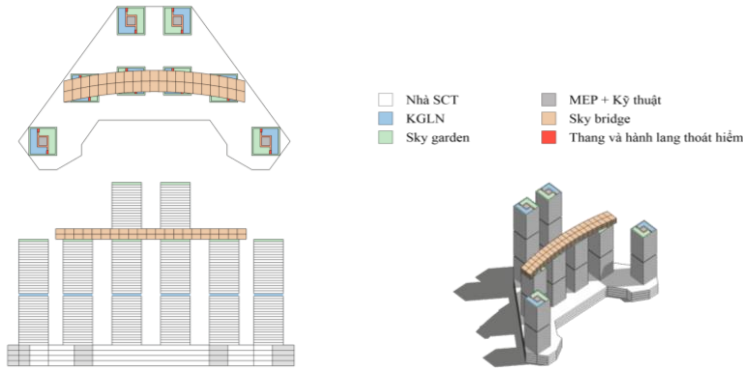 Nhà SCT
KGLN
Sky garden
MEP + Kỹ thuật
Sky bridge
Thang và hành lang thoát hiểm